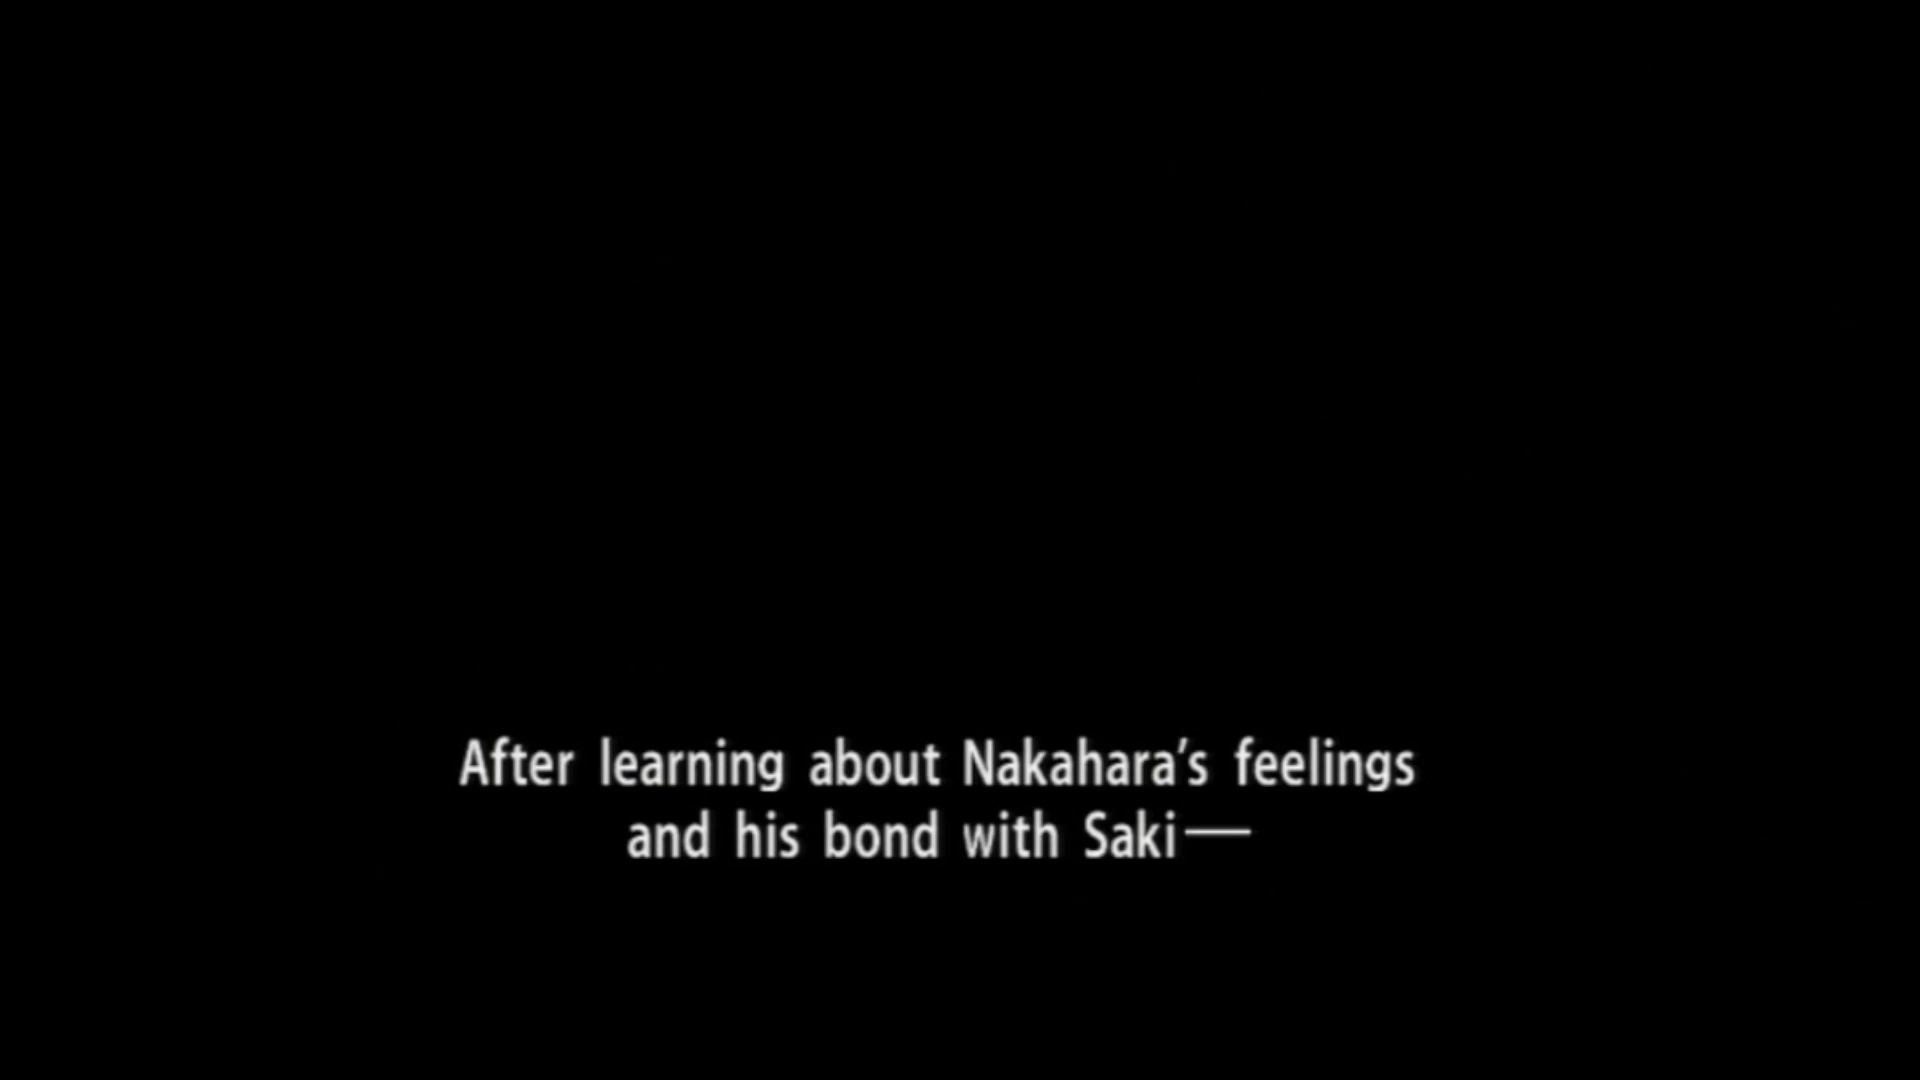 After learning about Nakahara’s feelings
and his bond with Saki—